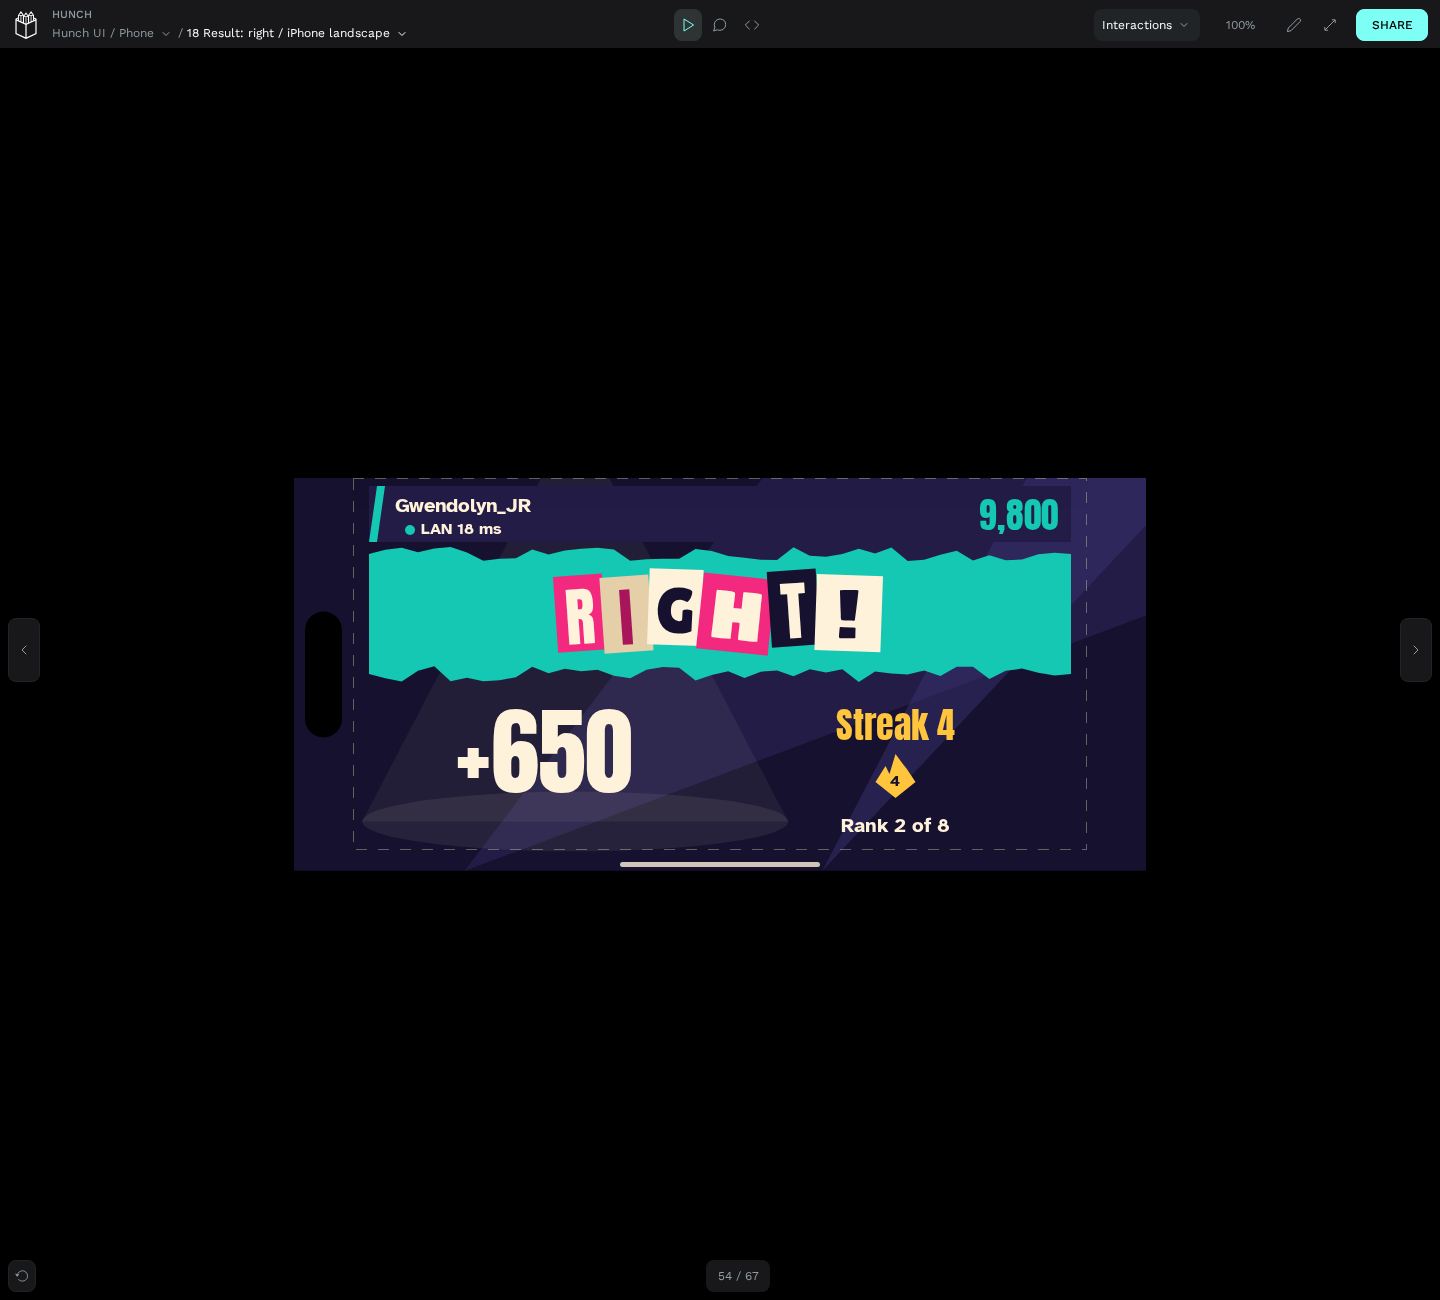 HUNCH
Hunch UI / Phone / 18 Result: right / iPhone landscape
Interactions
100%
SHARE
Gwendolyn_JR
LAN 18 ms
9,800
RIGHT!
+650
Streak 4
4
Rank 2 of 8
54 / 67